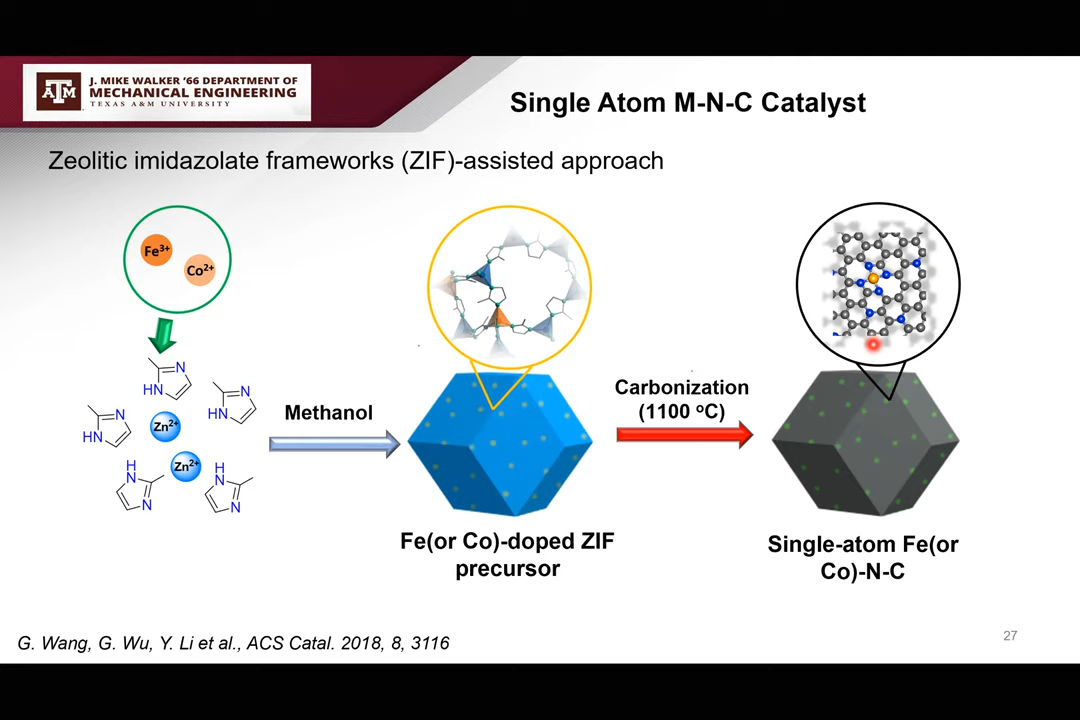 J. MIKE WALKER '66 DEPARTMENT OF
MECHANICAL ENGINEERING
TEXAS A&M UNIVERSITY
ATM
Single Atom M-N-C Catalyst
Zeolitic imidazolate frameworks (ZIF)-assisted approach
Fe3+
Co2+
N
HN
N
HN
N
HN
Zn2+
Zn2+
H
N
N
H
N
N
Methanol
Carbonization
(1100 oC)
Fe(or Co)-doped ZIF
precursor
Single-atom Fe(or
Co)-N-C
G. Wang, G. Wu, Y. Li et al., ACS Catal. 2018, 8, 3116
27